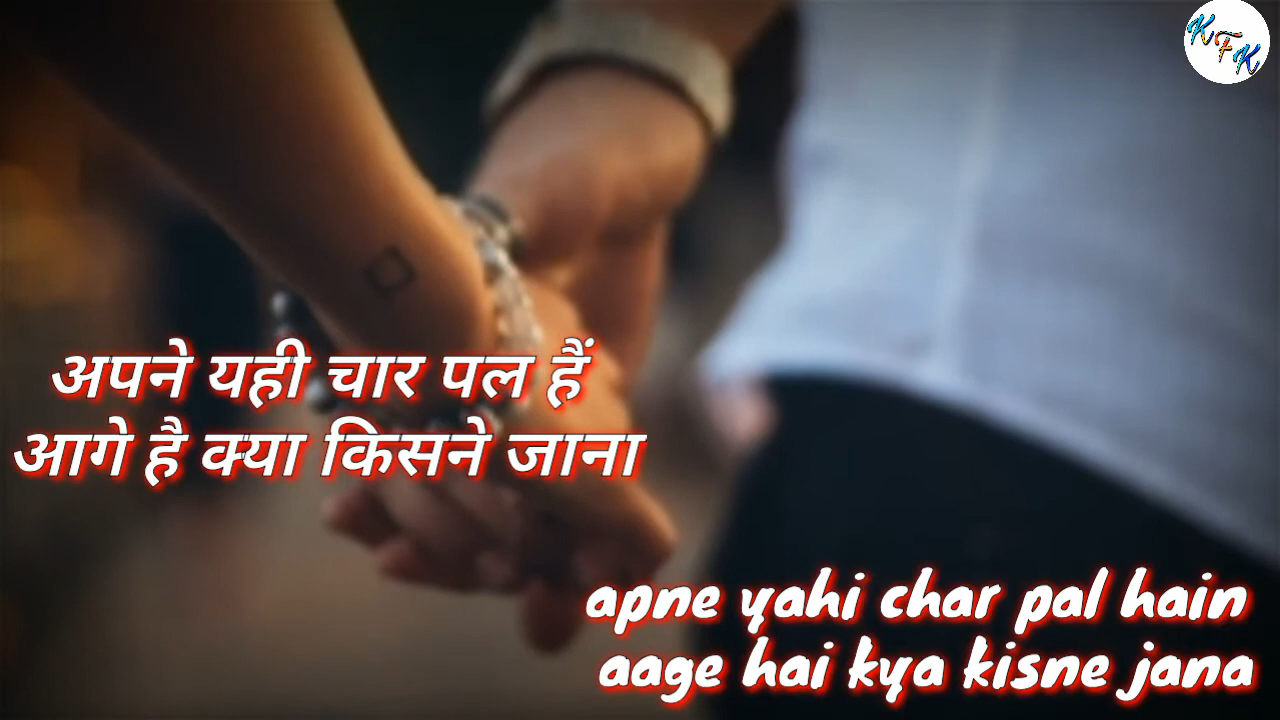 KFK
अपने यही चार पल हैं
आगे है क्या किसने जाना
apne yahi char pal hain
aage hai kya kisne jana